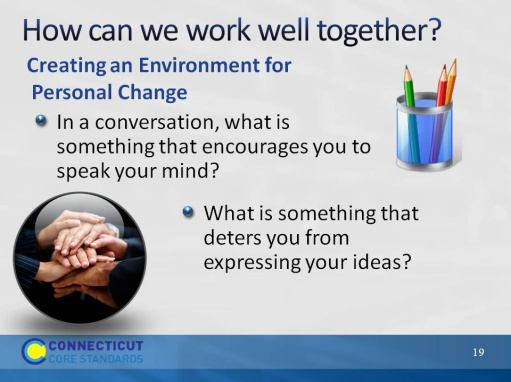 How can we work well together?
Creating an Environment for
Personal Change
In a conversation, what is
something that encourages you to
speak your mind?
What is something that
deters you from
expressing your ideas?
CONNECTICUT
CORE STANDARDS
19